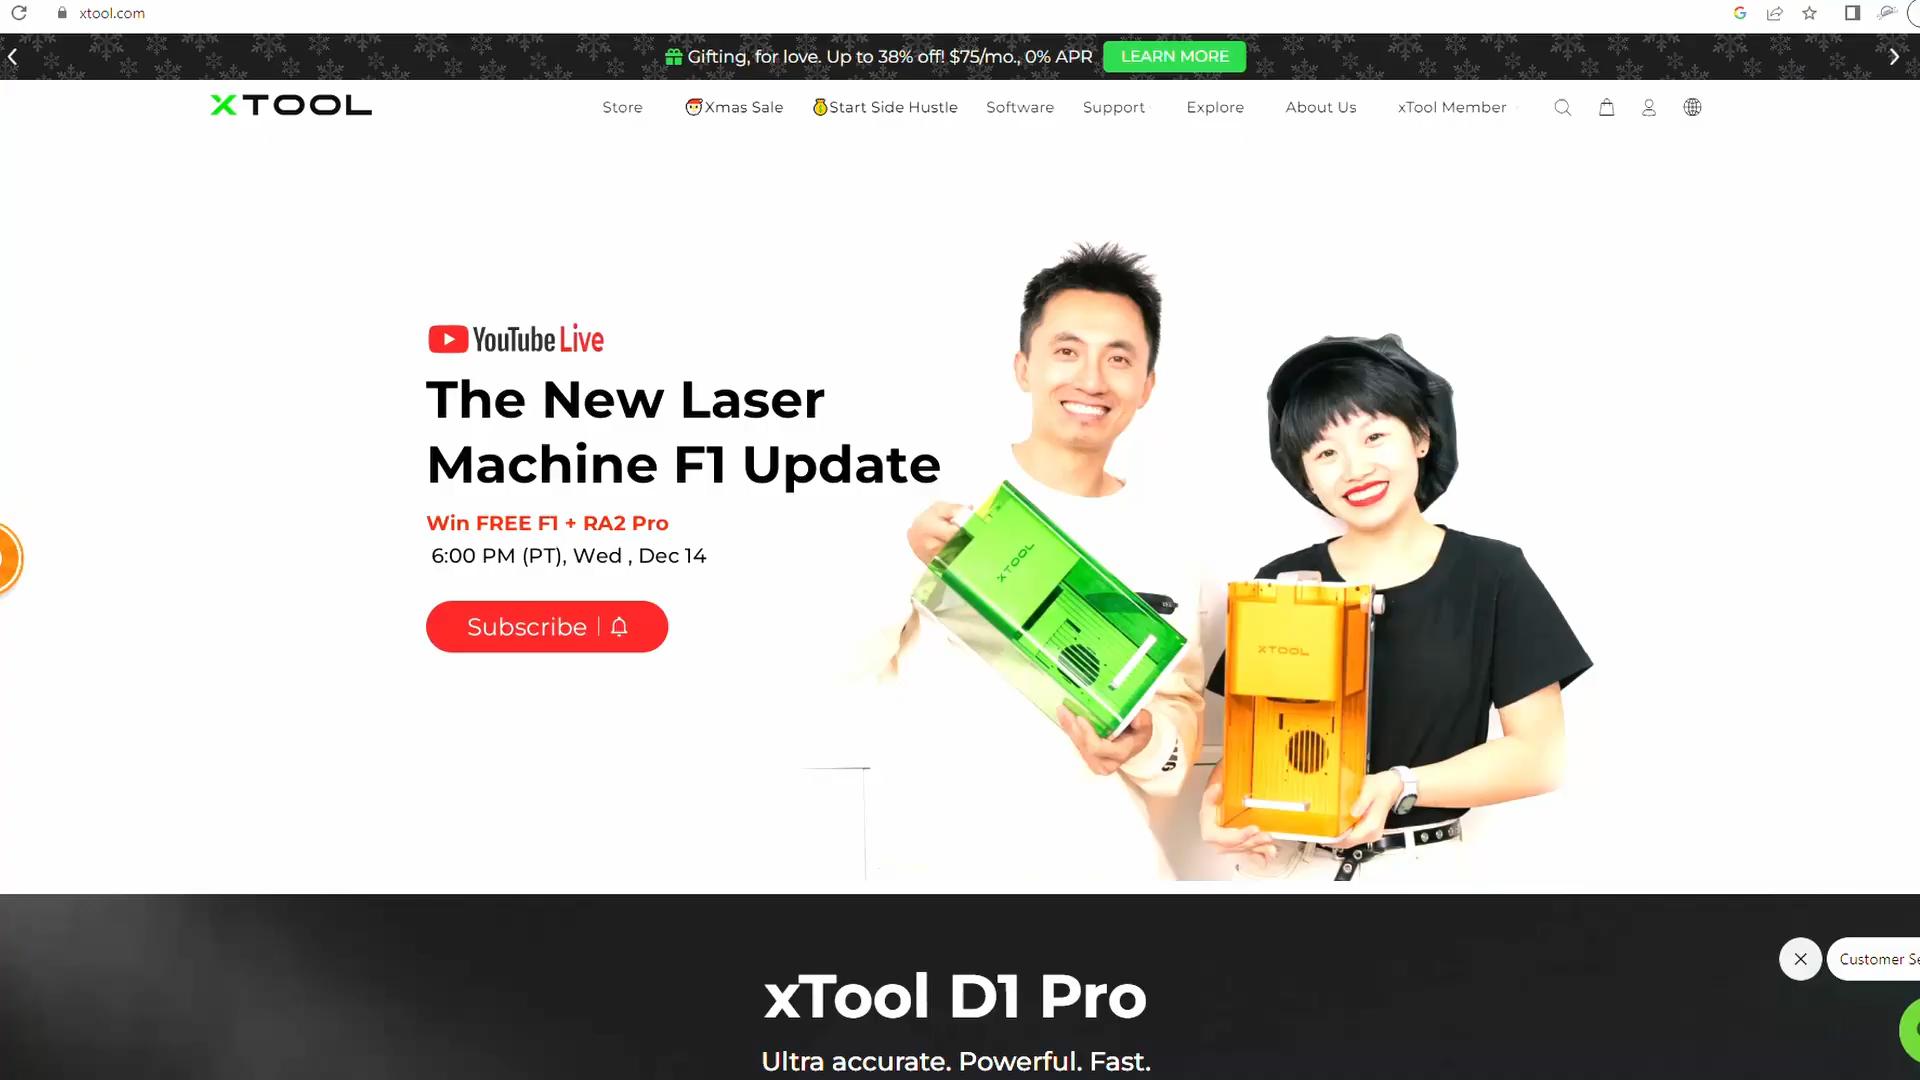 xtool.com
Gifting, for love. Up to 38% off! $75/mo., 0% APR LEARN MORE
XTOOL
Store Xmas Sale Start Side Hustle Software Support Explore About Us xTool Member
YouTube Live
The New Laser
Machine F1 Update
Win FREE F1 + RA2 Pro
6:00 PM (PT), Wed , Dec 14
Subscribe
XTOOL
XTOOL
xTool D1 Pro
Customer Se
Ultra accurate. Powerful. Fast.